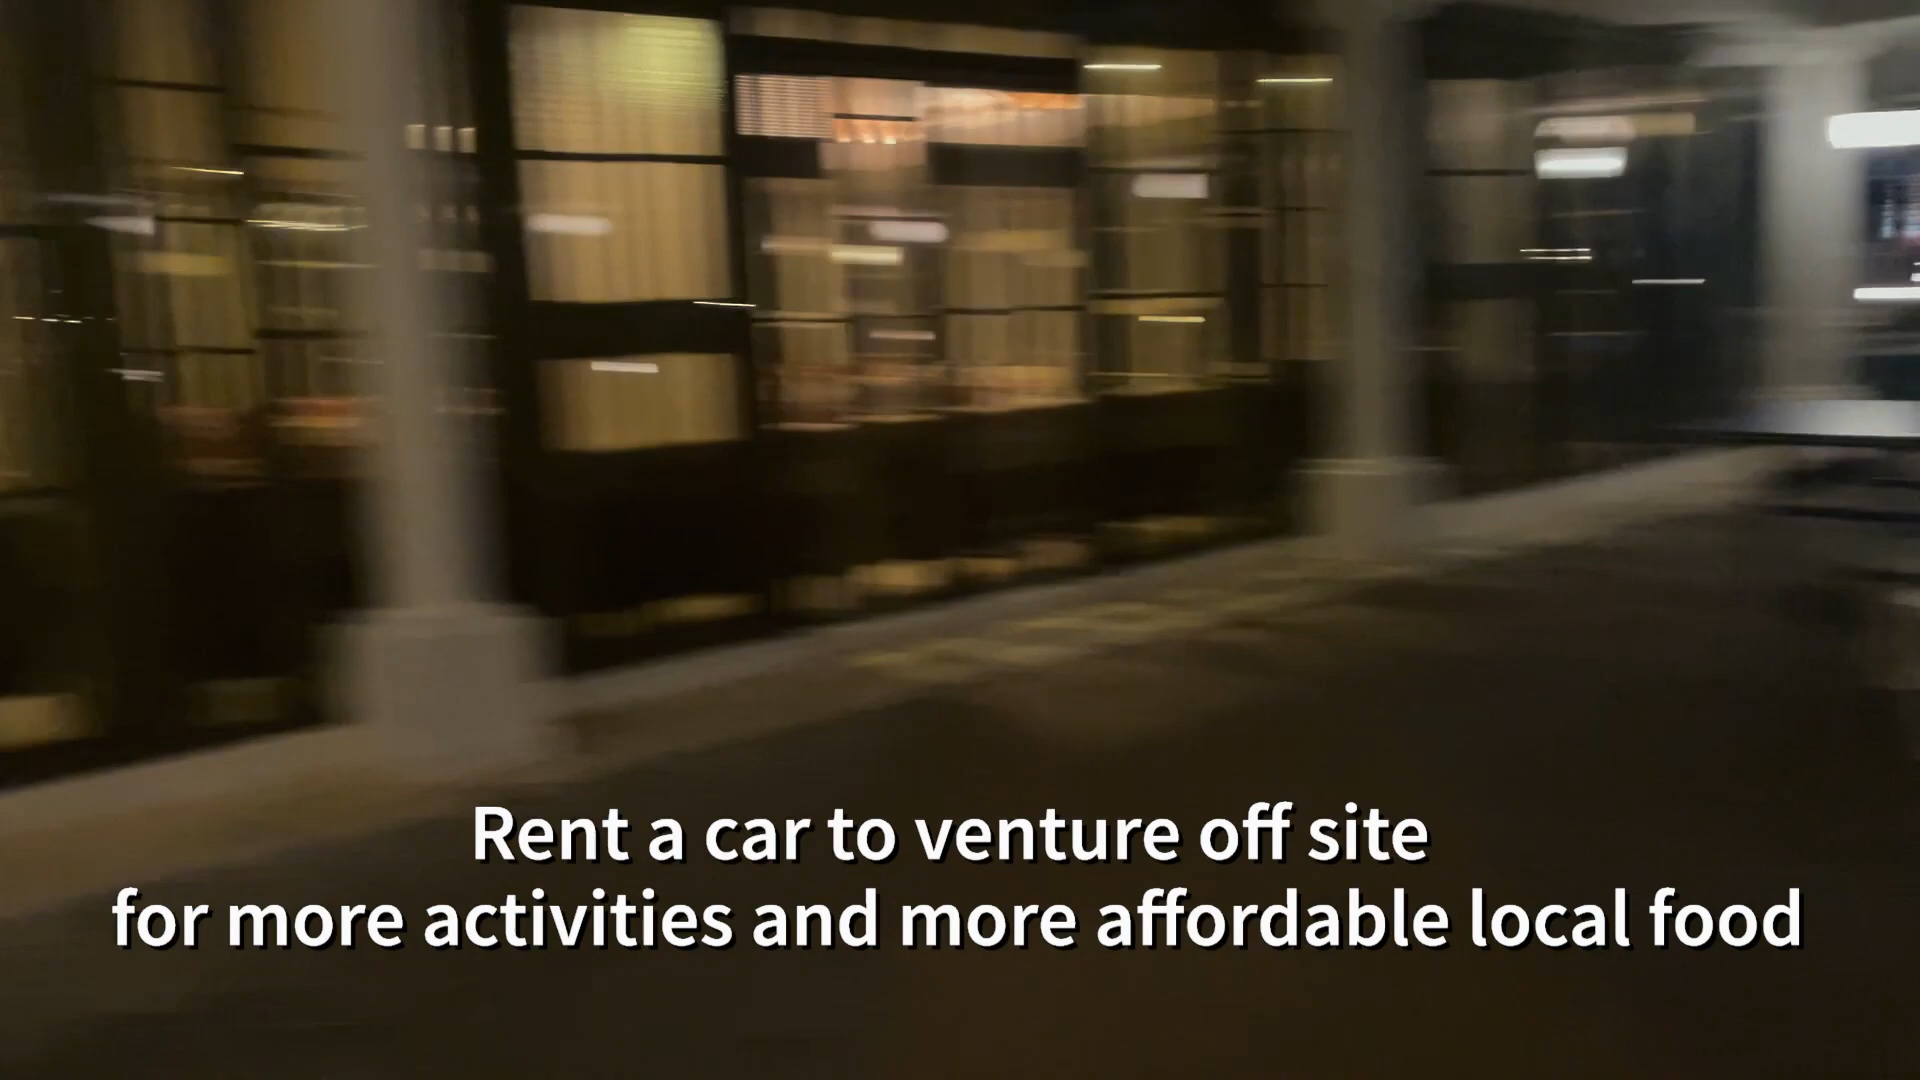 Rent a car to venture off site
for more activities and more affordable local food